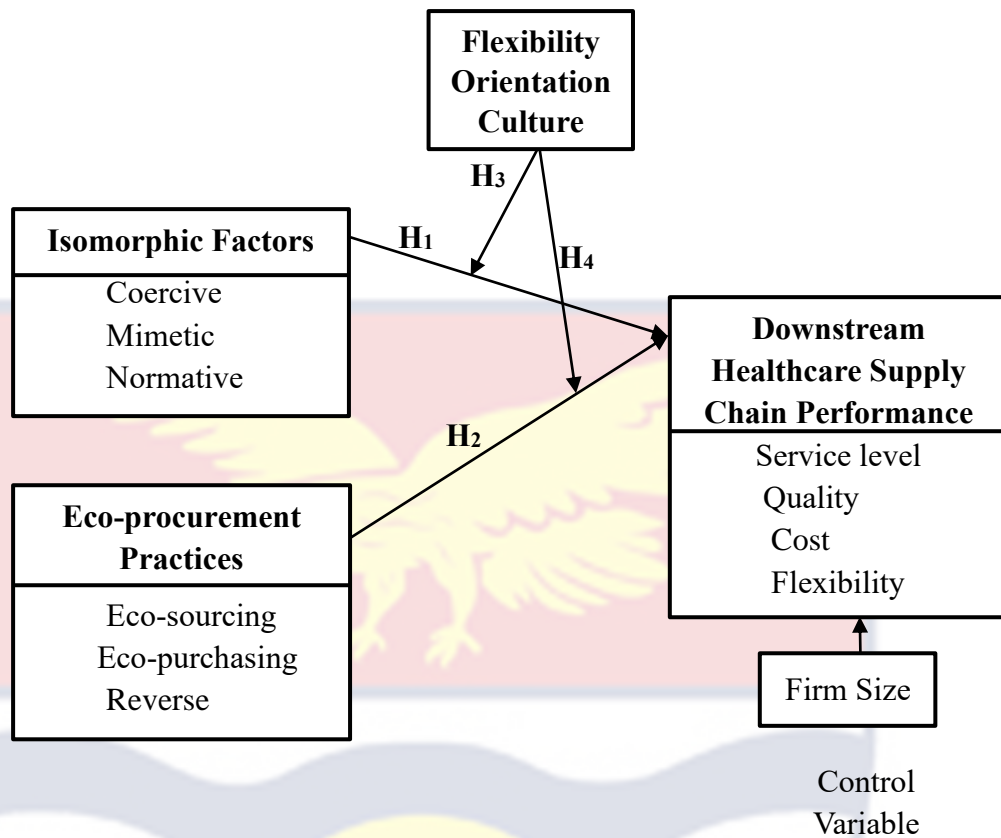 Flexibility
Orientation
Culture
H3
H1
H4
Isomorphic Factors
Coercive
Mimetic
Normative
Downstream
Healthcare Supply
Chain Performance
Service level
Quality
Cost
Flexibility
H2
Eco-procurement
Practices
Eco-sourcing
Eco-purchasing
Reverse
Firm Size
Control
Variable